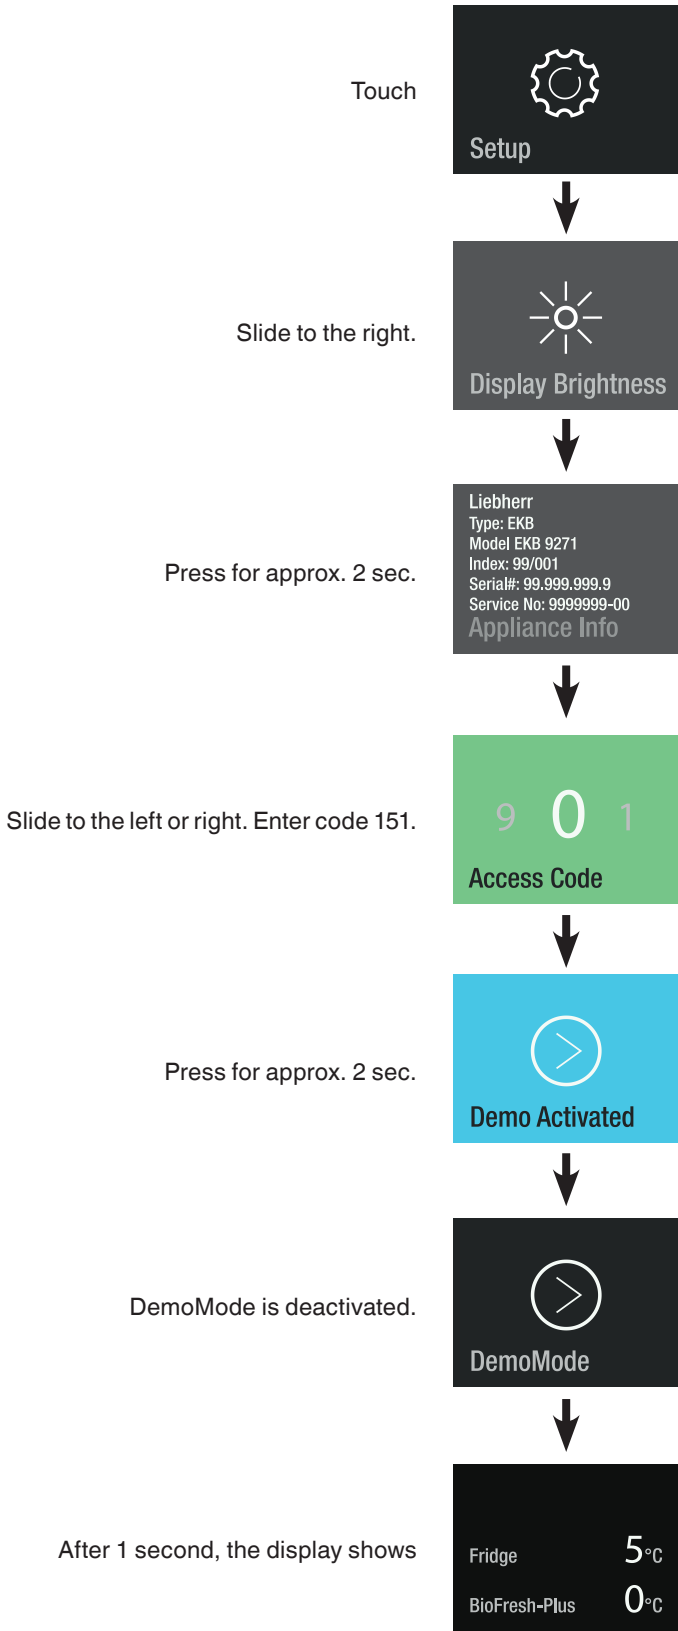 Touch
Setup
Slide to the right.
Display Brightness
Press for approx. 2 sec.
Liebherr
Type: EKB
Model EKB 9271
Index: 99/001
Serial#: 99.999.999.9
Service No: 9999999-00
Appliance Info
Slide to the left or right. Enter code 151.
9 0 1
Access Code
Press for approx. 2 sec.
Demo Activated
DemoMode is deactivated.
DemoMode
After 1 second, the display shows
Fridge 5°C
BioFresh-Plus 0°C